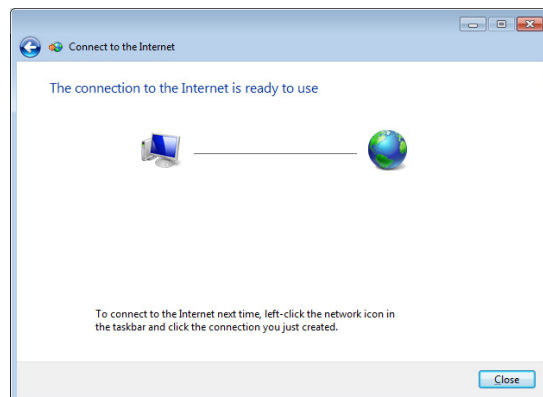 Connect to the Internet
The connection to the Internet is ready to use
To connect to the Internet next time, left-click the network icon in
the taskbar and click the connection you just created.
Close